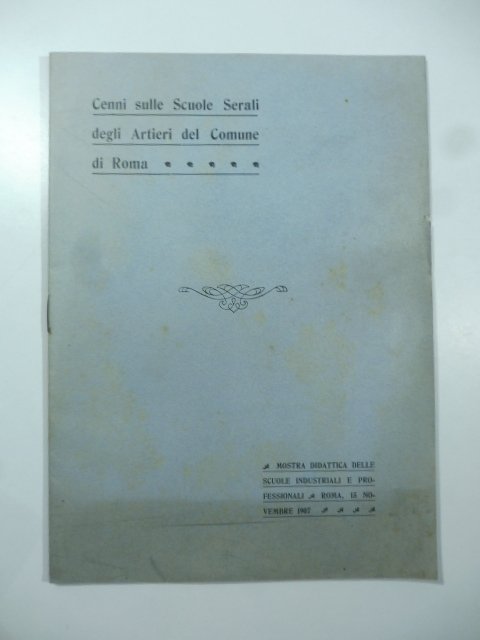 Cenni sulle Scuole Serali
degli Artieri del Comune
di Roma
MOSTRA DIDATTICA DELLE
SCUOLE INDUSTRIALI E PRO-
FESSIONALI ROMA, 15 NO-
VEMBRE 1907